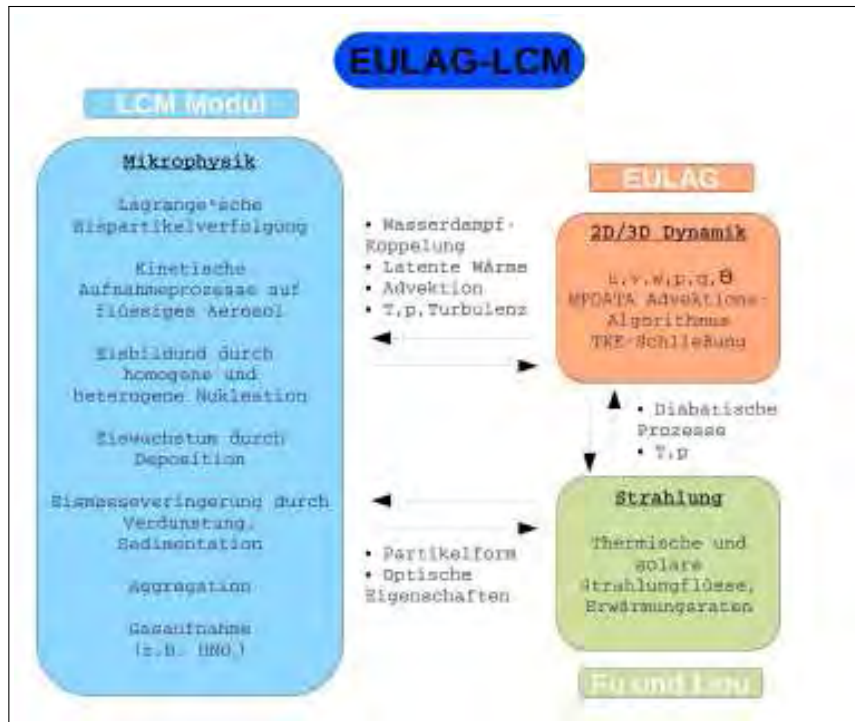 EULAG-LCM
LCM Modul
Mikrophysik
Lagrange'sche
Eispartikelverfolgung
Kinetische
Aufnahmeprozesse auf
flüssiges Aerosol
Eisbildung durch
homogene und
heterogene Nukleation
Eiswachstum durch
Deposition
Eismasseveringerung durch
Verdunstung,
Sedimentation
Aggregation
Gasaufnahme
(z.B. HNO₃)
• Wasserdampf-
Koppelung
• Latente Wärme
• Advektion
• T,p,Turbulenz
EULAG
2D/3D Dynamik
u,v,w,p,q,Θ
MPDATA Advektions-
Algorithmus
TKE-Schließung
• Diabatische
Prozesse
• T,p
• Partikelform
• Optische
Eigenschaften
Strahlung
Thermische und
solare
Strahlungflüsse,
Erwärmungsraten
Fu und Liou